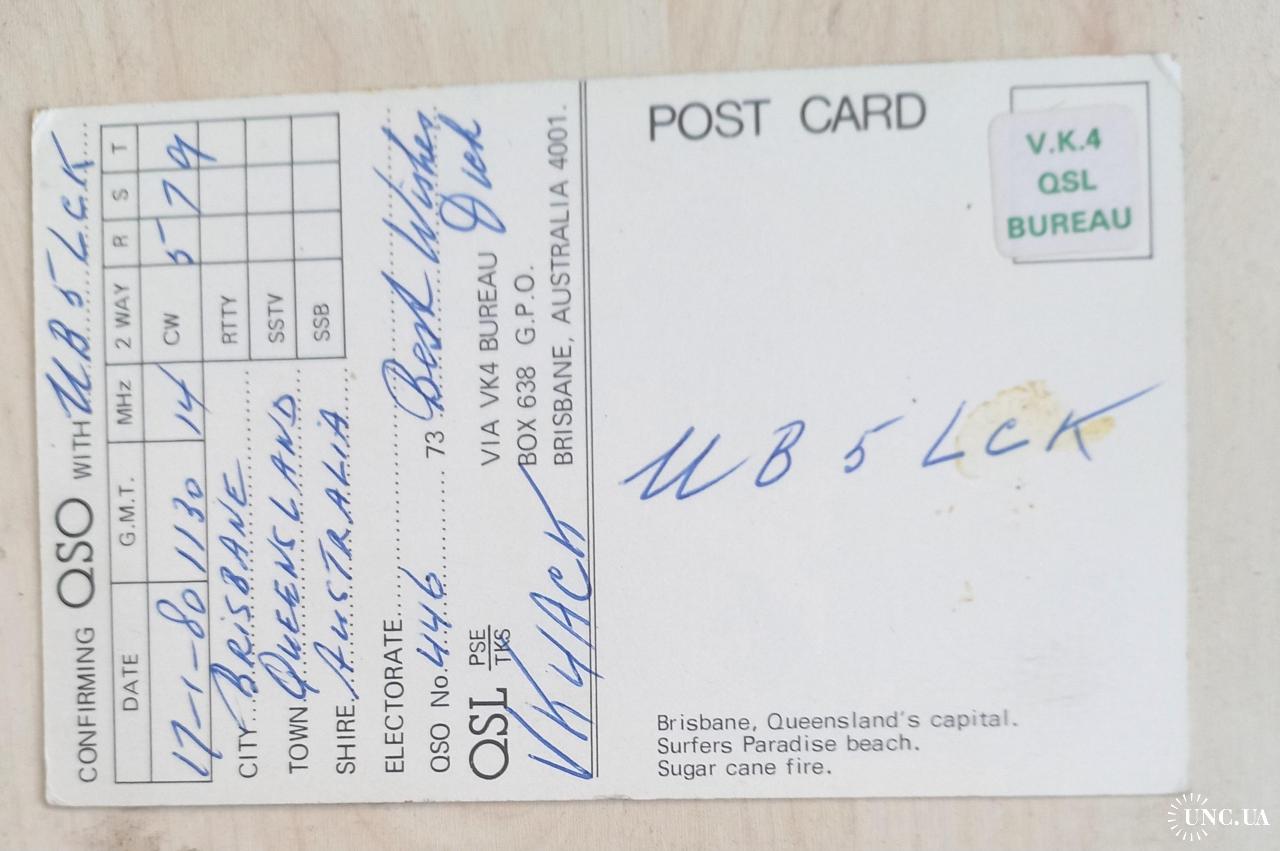 CONFIRMING QSO WITH UB5LCK
DATE G.M.T. MHz 2 WAY R S T
17-1-80 1130 14 CW 5 7 9
RTTY
SSTV
SSB
CITY BRISBANE
TOWN QUEENSLAND
SHIRE AUSTRALIA
ELECTORATE
QSO No. 446 73 Best Wishes
QSL PSE TKS VIA VK4 BUREAU Dick
VK4ACK BOX 638 G.P.O.
BRISBANE, AUSTRALIA 4001.
POST CARD
V.K.4
QSL
BUREAU
UB5LCK
Brisbane, Queensland's capital.
Surfers Paradise beach.
Sugar cane fire.
UNC.UA